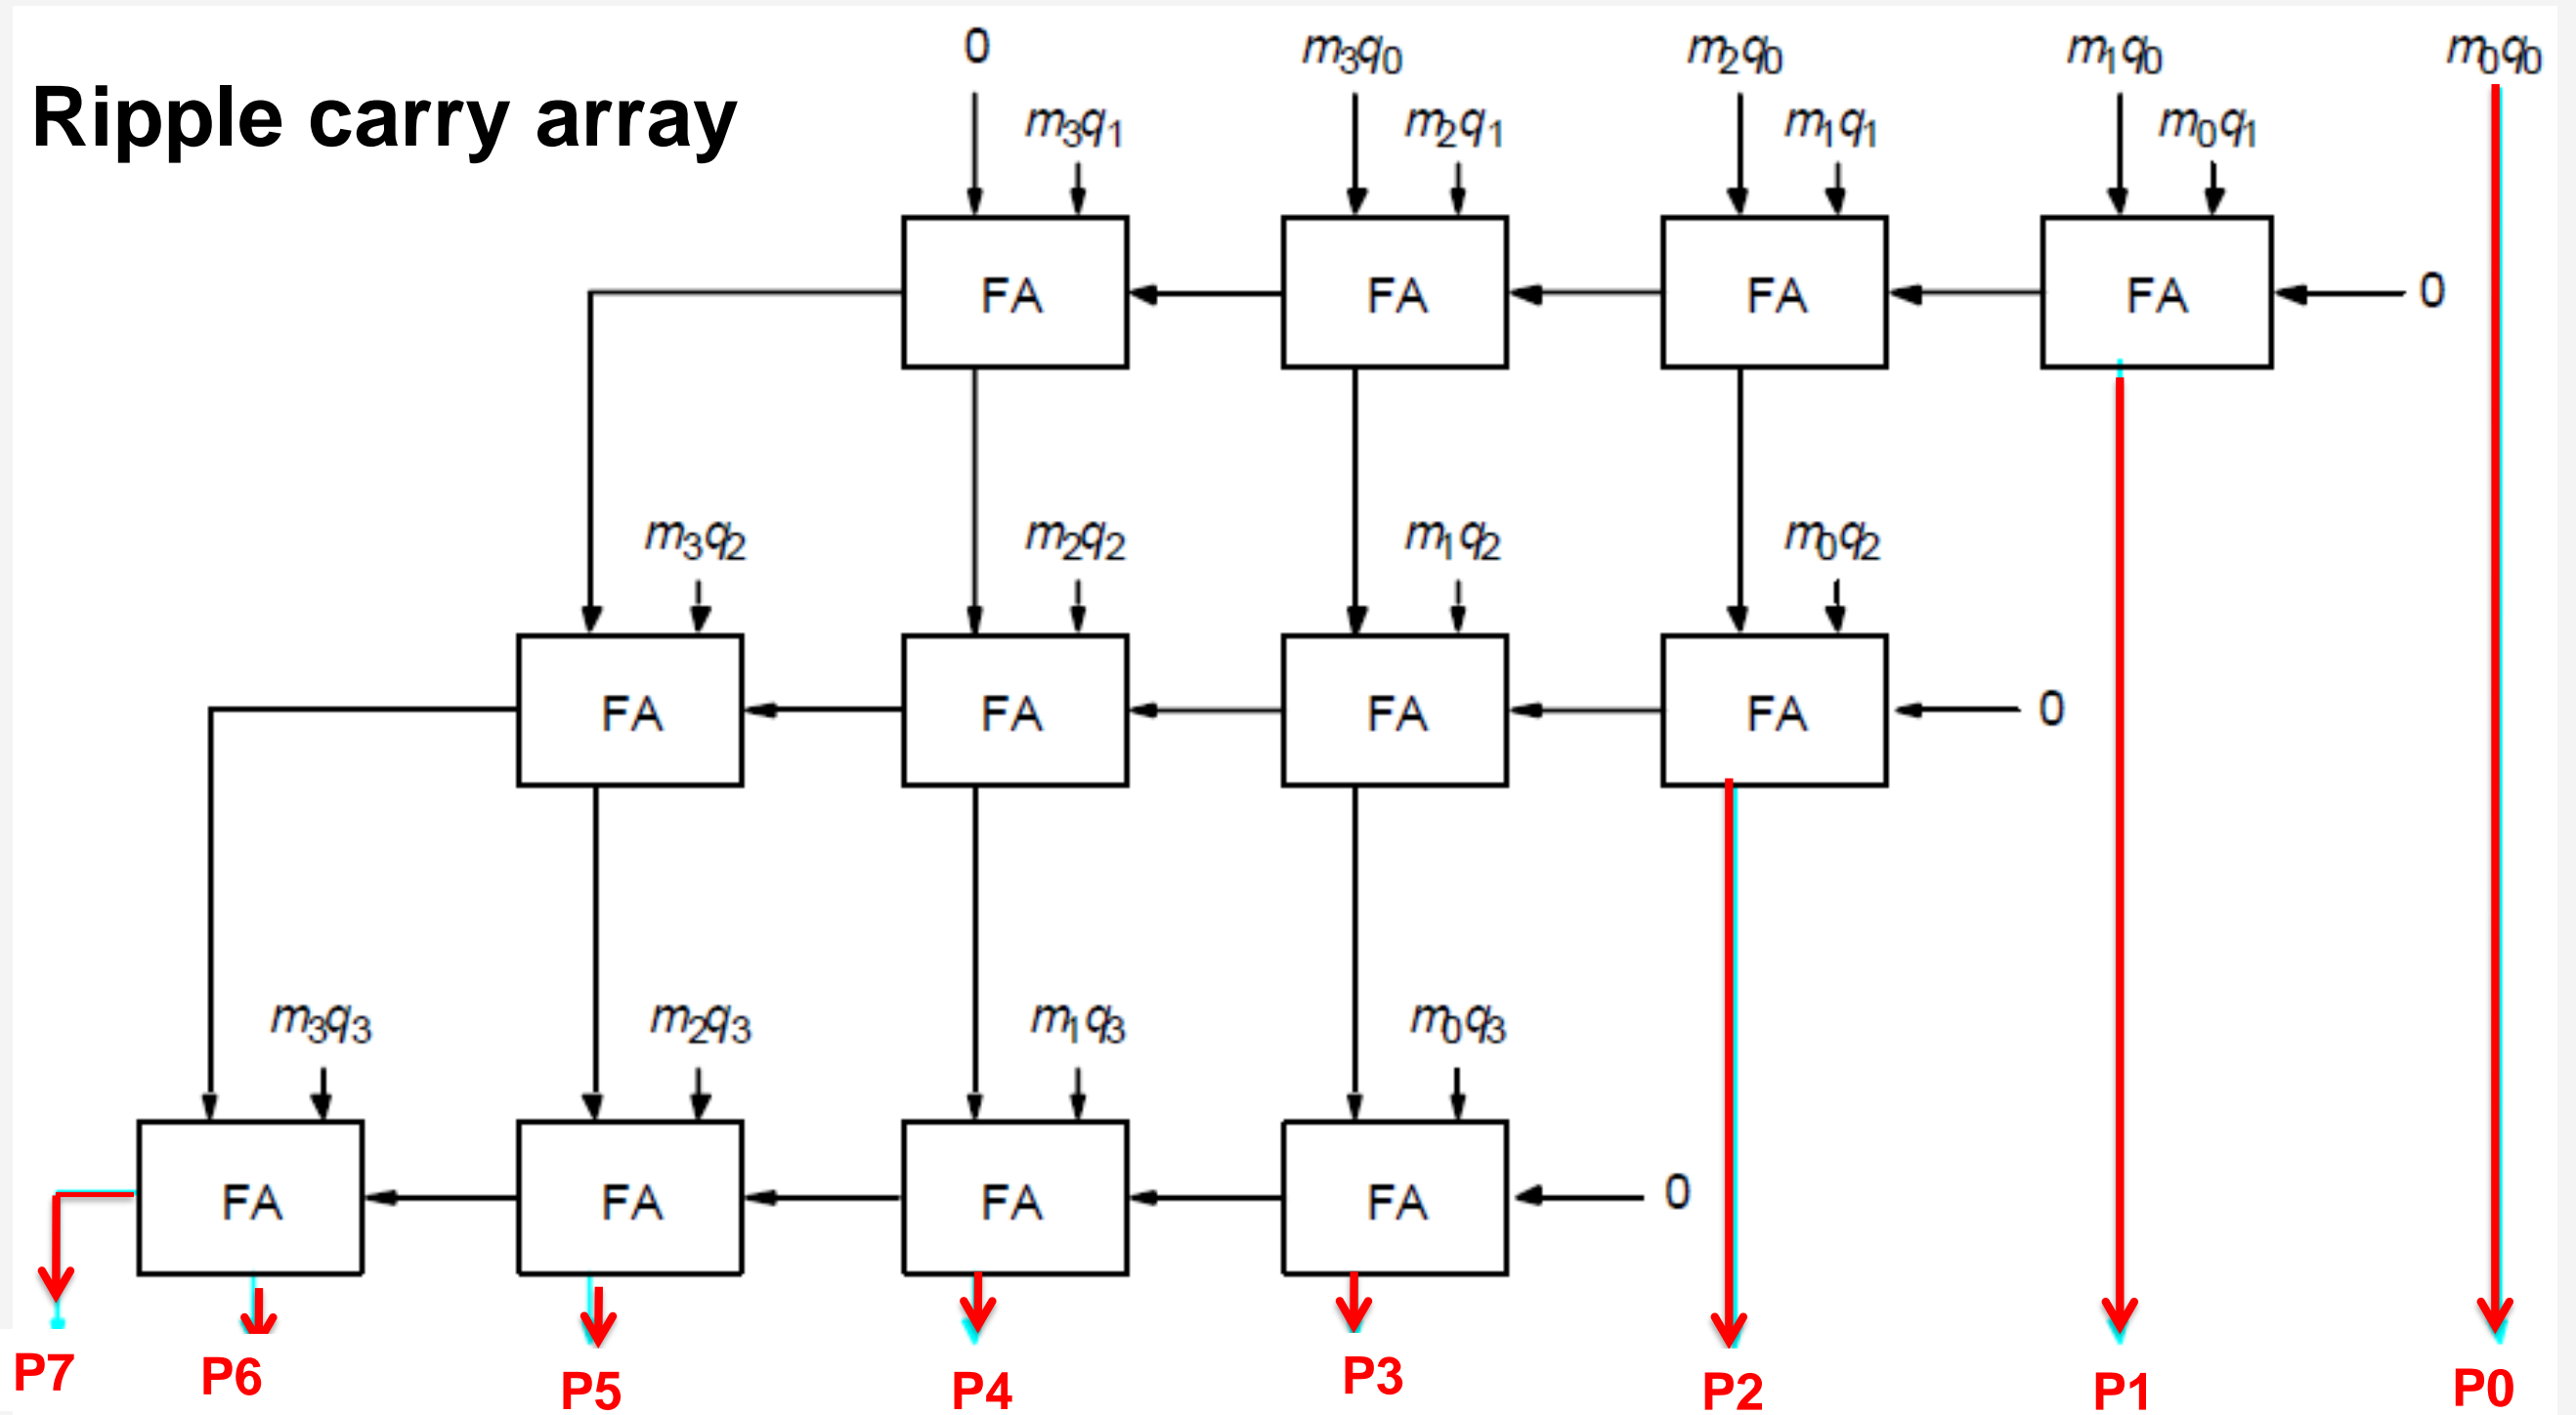 0 m₃q₀ m₂q₀ m₁q₀ m₀q₀
Ripple carry array
m₃q₁ m₂q₁ m₁q₁ m₀q₁
FA FA FA FA 0
m₃q₂ m₂q₂ m₁q₂ m₀q₂
FA FA FA FA 0
m₃q₃ m₂q₃ m₁q₃ m₀q₃
FA FA FA FA 0
P7 P6 P5 P4 P3 P2 P1 P0